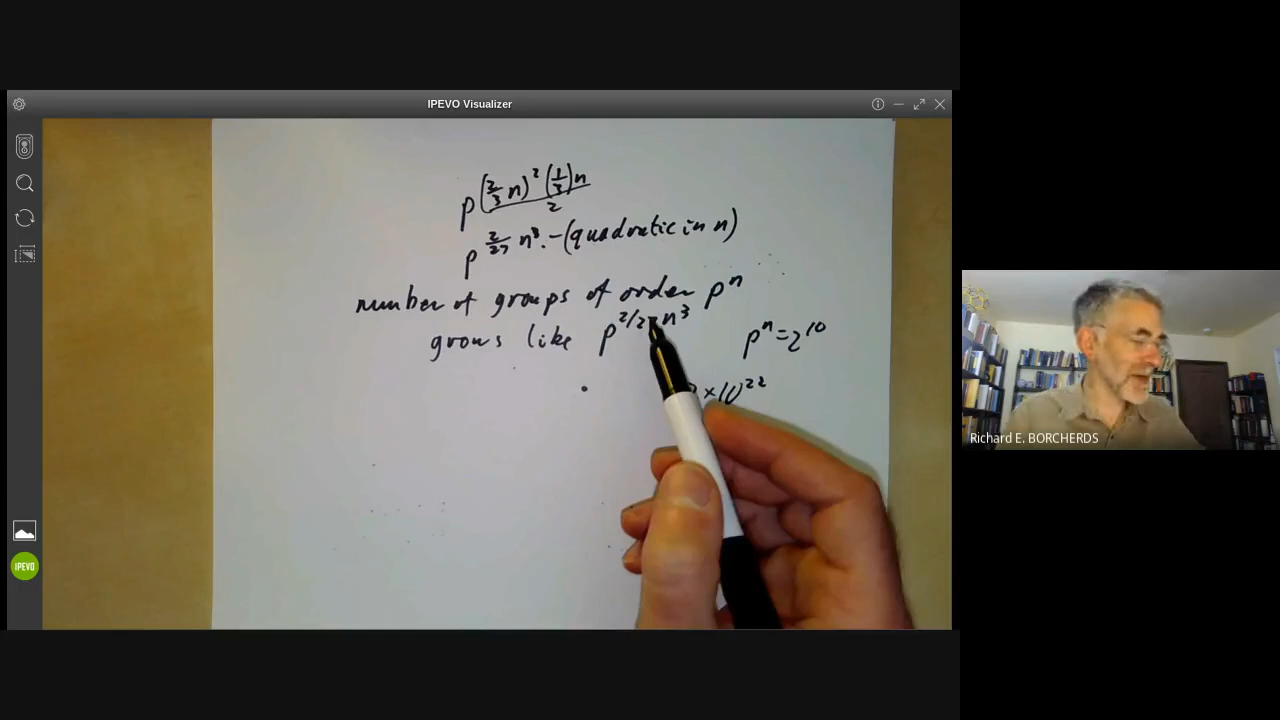 IPEVO Visualizer
p^{(2/3 n)^2 (1/3) n / 2}
p^{2/27 n^3} - (quadratic in n)
number of groups of order p^n
grows like p^{2/2 n^3} p^n = 2^{10}
× 10^{22}
Richard E. BORCHERDS
IPEVO